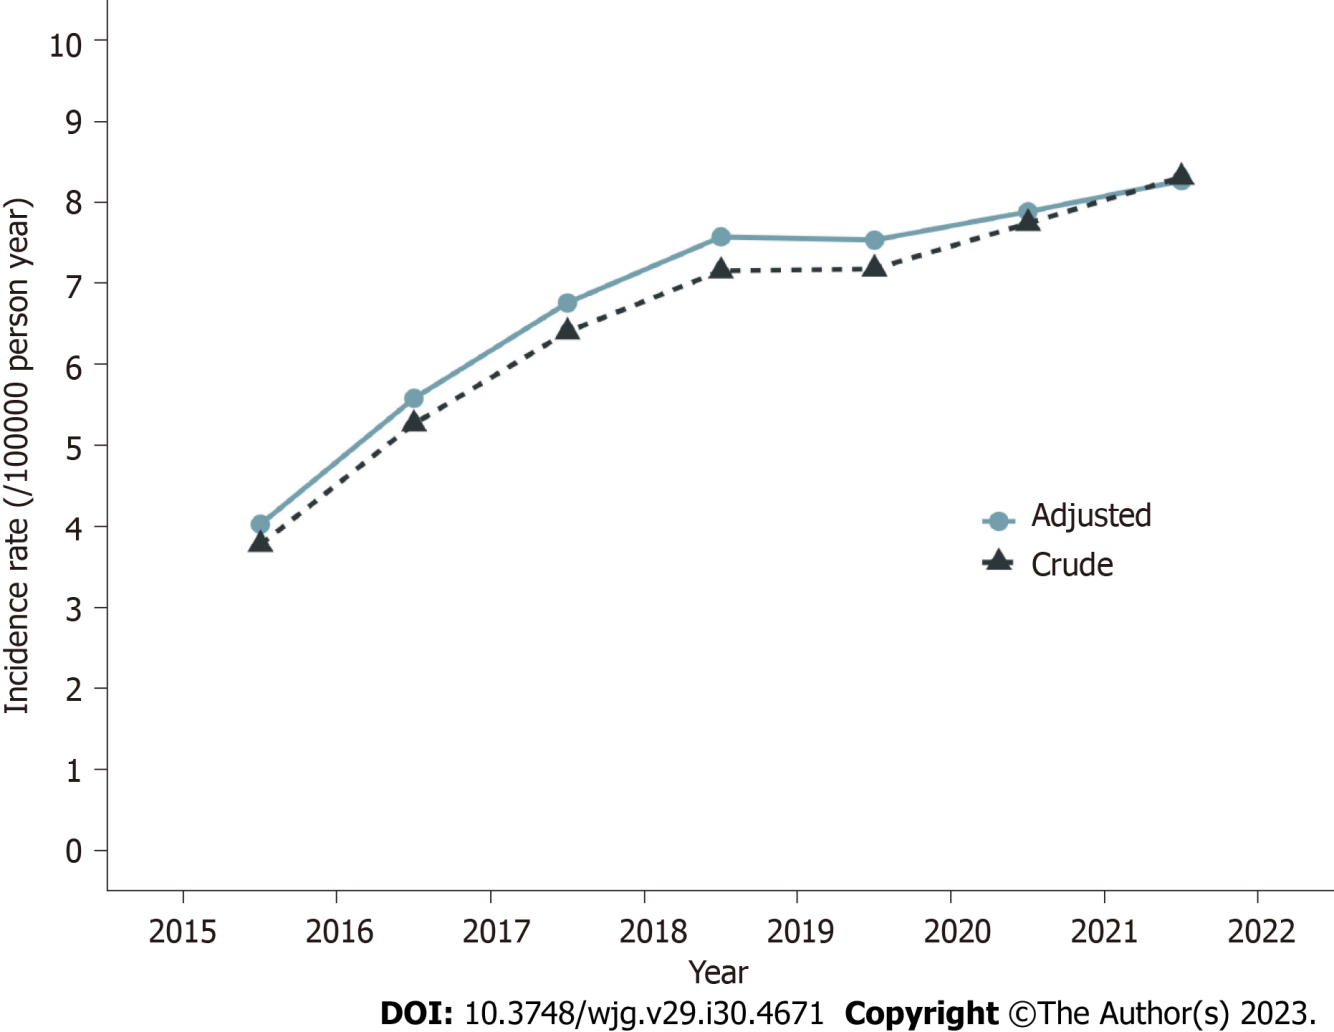 10
9
8
7
6
5
4
3
2
1
0
Incidence rate (/100000 person year)
Adjusted
Crude
2015 2016 2017 2018 2019 2020 2021 2022
Year
DOI: 10.3748/wjg.v29.i30.4671 Copyright ©The Author(s) 2023.